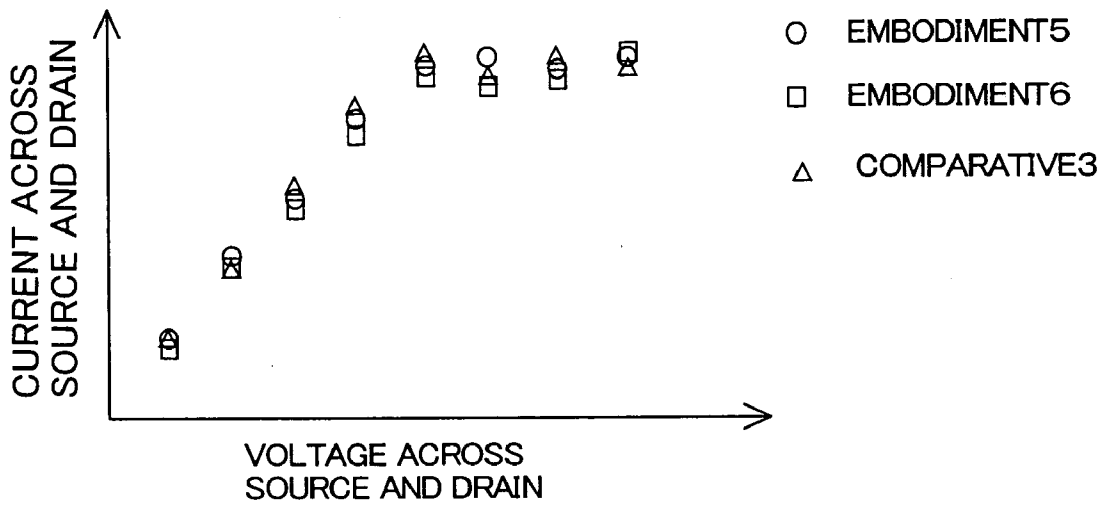 CURRENT ACROSS
SOURCE AND DRAIN
EMBODIMENT5
EMBODIMENT6
COMPARATIVE3
VOLTAGE ACROSS
SOURCE AND DRAIN